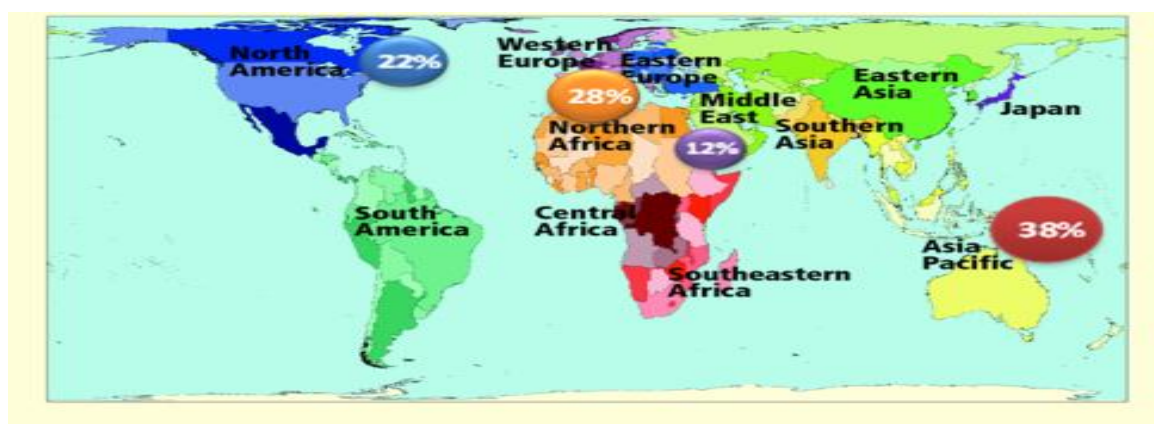 North
America
22%
Western
Europe
Eastern
Europe
28%
Middle
East
Eastern
Asia
Japan
Northern
Africa
12%
Southern
Asia
South
America
Central
Africa
38%
Asia
Pacific
Southeastern
Africa